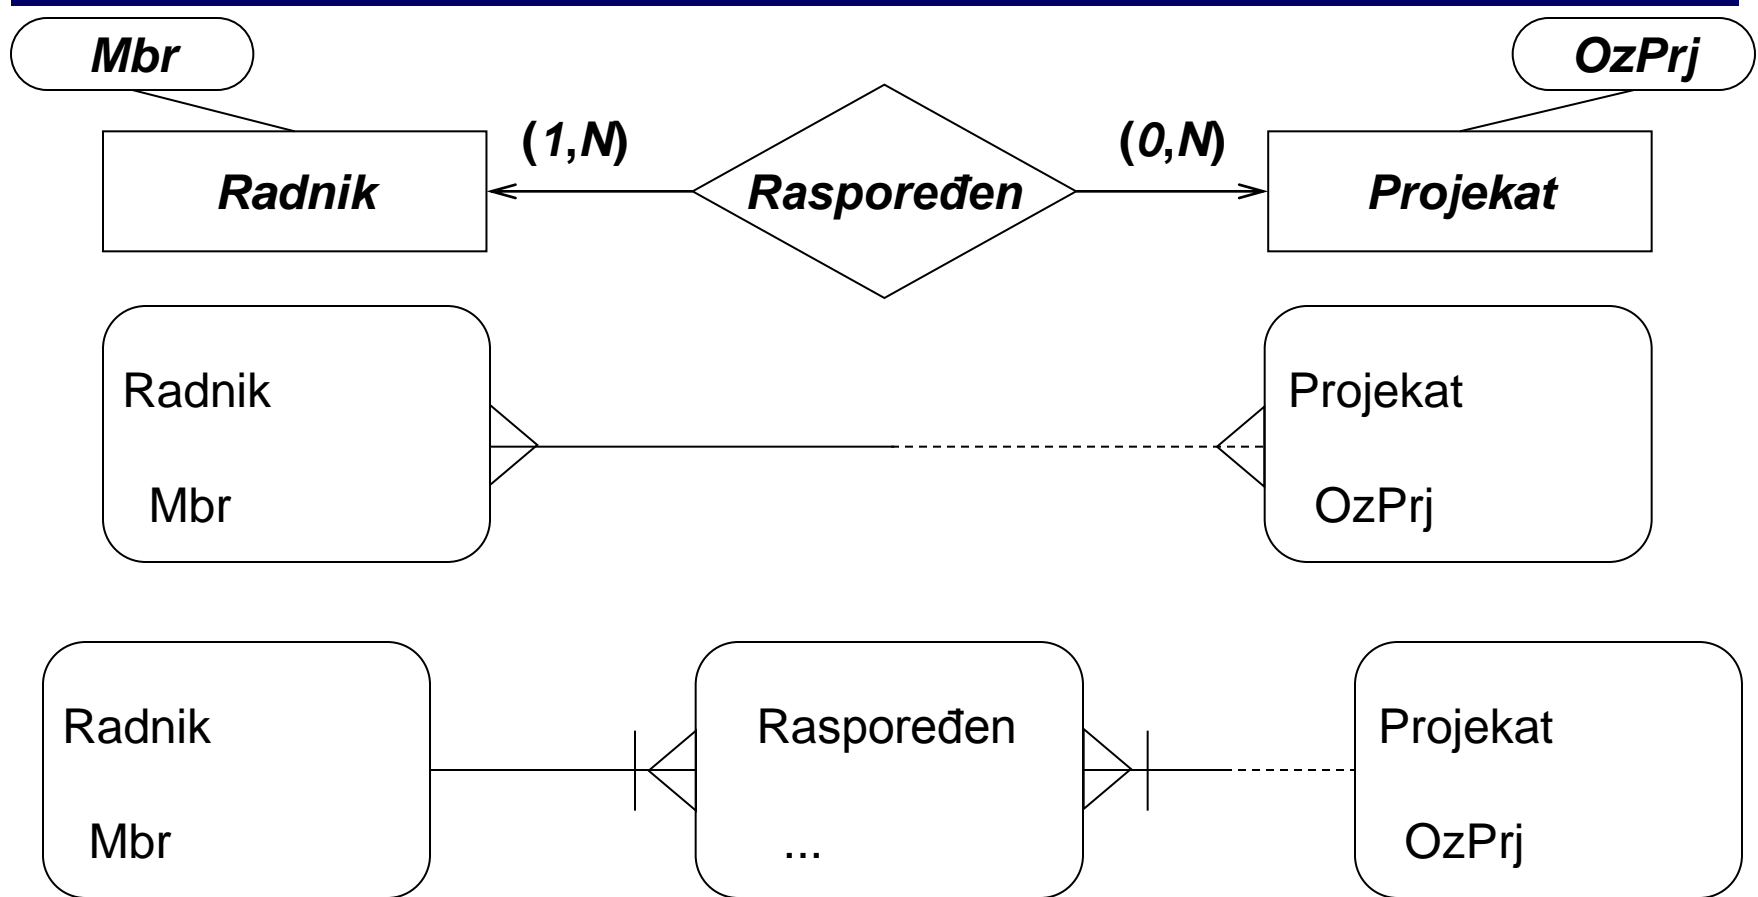 Mbr
OzPrj
(1,N)
(0,N)
Radnik
Raspoređen
Projekat
Radnik
Projekat
Mbr
OzPrj
Radnik
Raspoređen
Projekat
Mbr
...
OzPrj